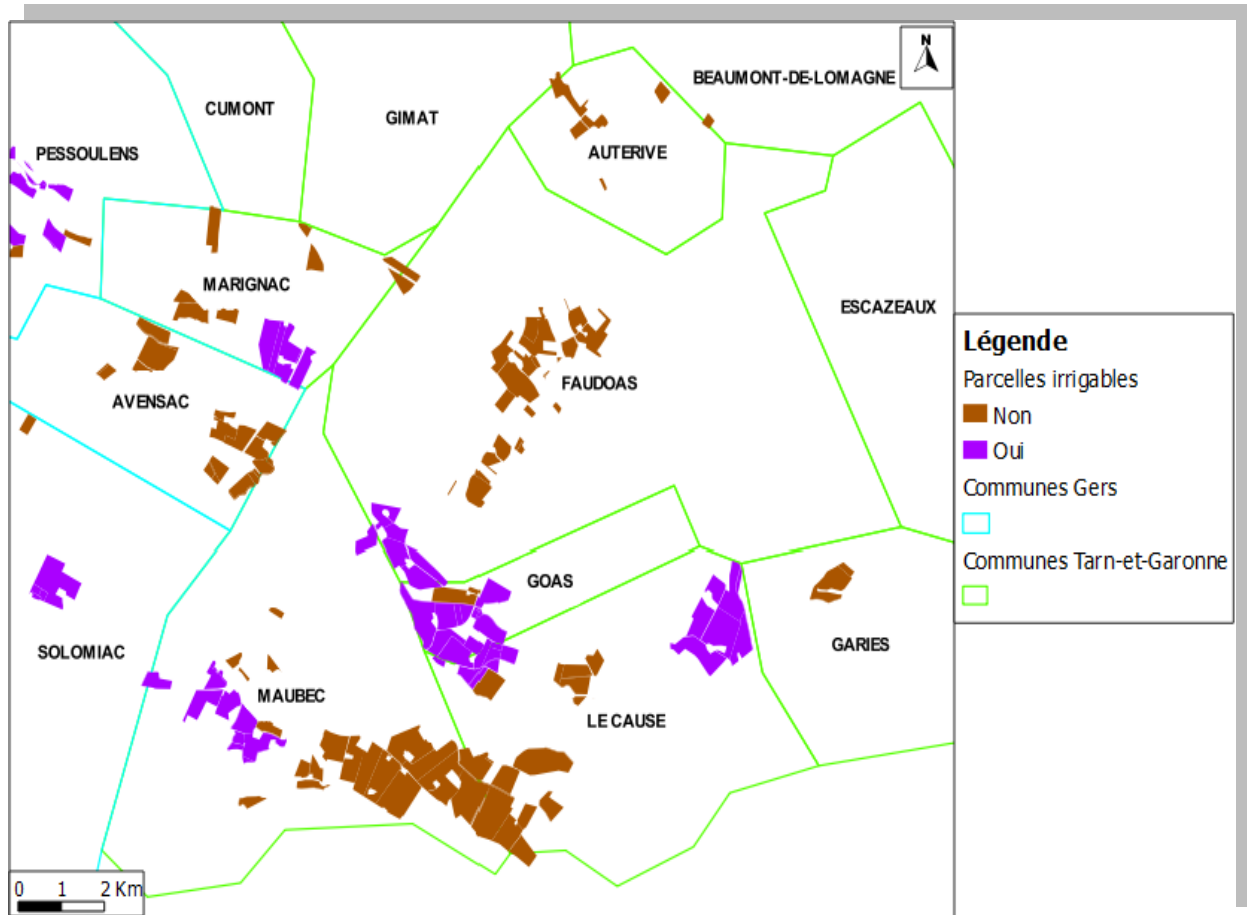 N
BEAUMONT-DE-LOMAGNE
CUMONT
GIMAT
AUTERIVE
PESSOULENS
MARIGNAC
ESCAZEAUX
FAUDOAS
AVENSAC
GOAS
SOLOMIAC
GARIES
MAUBEC
LE CAUSE
0 1 2 Km
Légende
Parcelles irrigables
Non
Oui
Communes Gers
Communes Tarn-et-Garonne